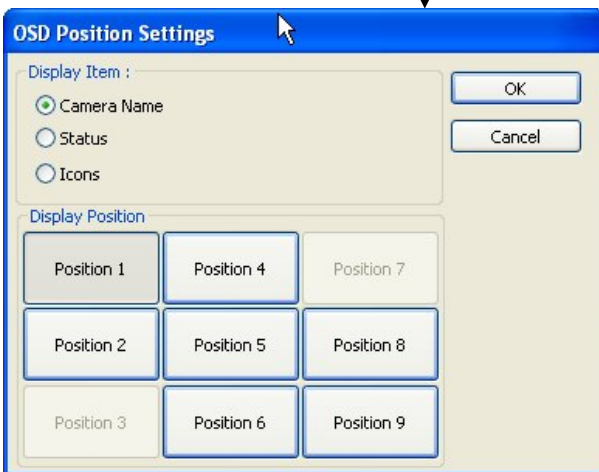 OSD Position Settings
Display Item :
OK
Camera Name
Status
Cancel
Icons
Display Position
Position 1 Position 4 Position 7
Position 2 Position 5 Position 8
Position 3 Position 6 Position 9